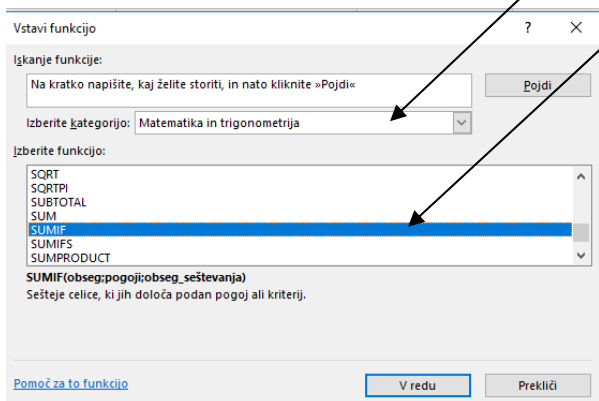 Vstavi funkcijo ? ×
Iskanje funkcije:
Na kratko napišite, kaj želite storiti, in nato kliknite »Pojdi«
Pojdi
Izberite kategorijo: Matematika in trigonometrija
Izberite funkcijo:
SQRT
SQRTPI
SUBTOTAL
SUM
SUMIF
SUMIFS
SUMPRODUCT
SUMIF(obseg;pogoji;obseg_seštevanja)
Sešteje celice, ki jih določa podan pogoj ali kriterij.
Pomoč za to funkcijo
V redu
Prekliči